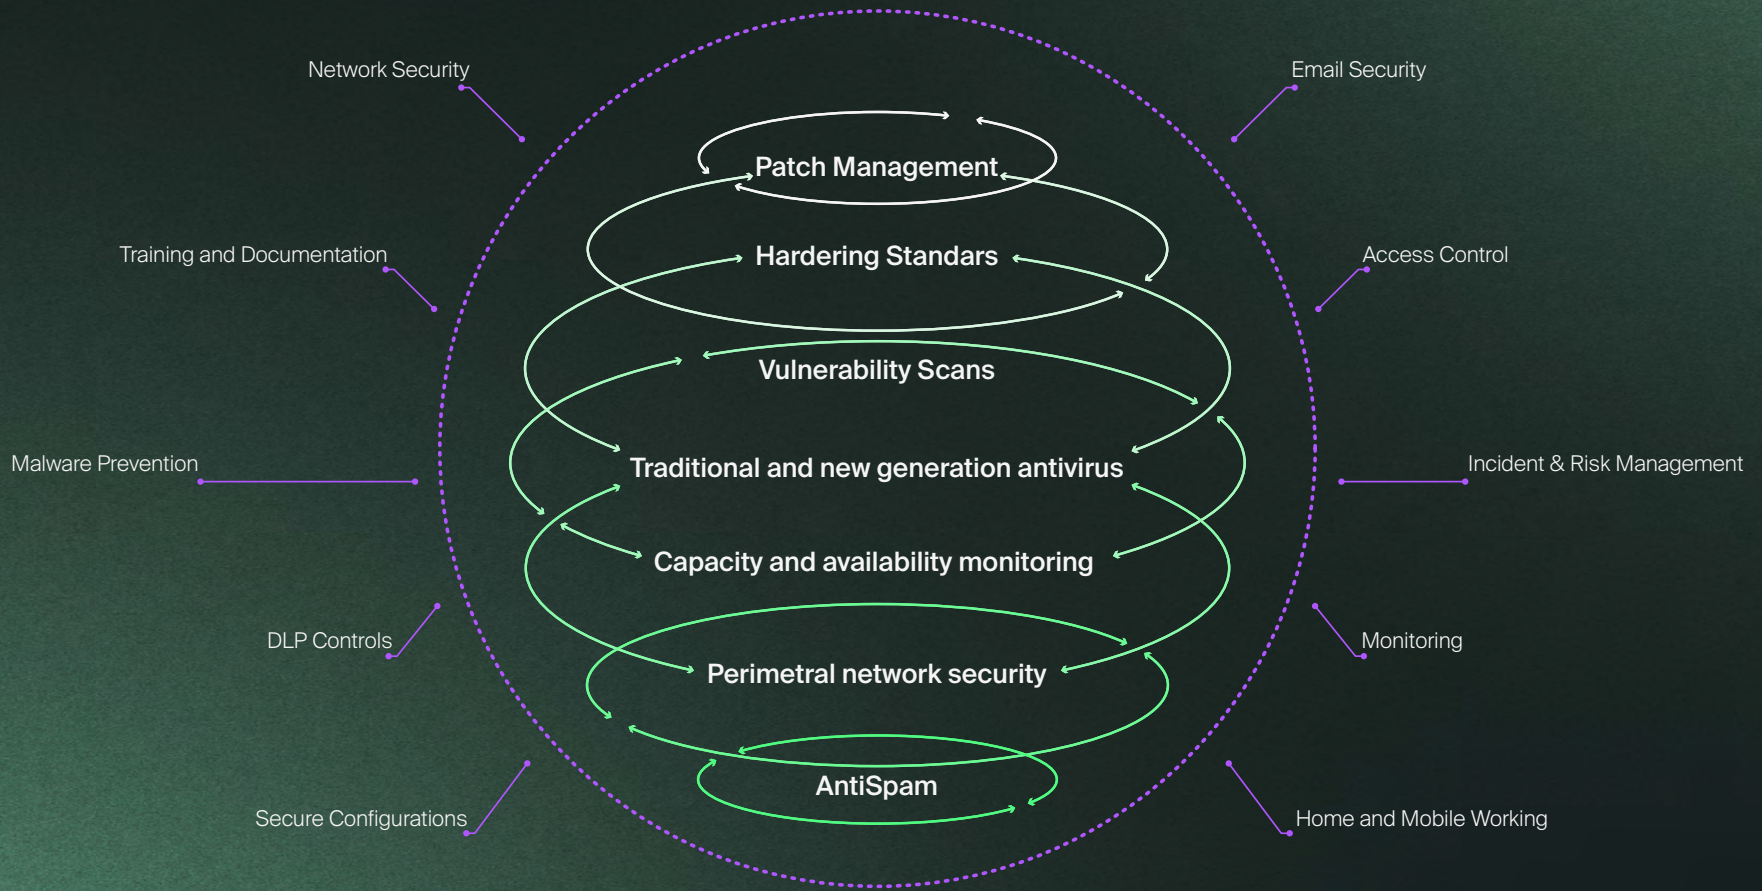 Network Security
Email Security
Patch Management
Training and Documentation
Hardering Standars
Access Control
Vulnerability Scans
Malware Prevention
Traditional and new generation antivirus
Incident & Risk Management
Capacity and availability monitoring
DLP Controls
Monitoring
Perimetral network security
AntiSpam
Secure Configurations
Home and Mobile Working